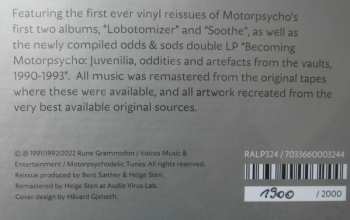 Featuring the first ever vinyl reissues of Motorpsycho's
first two albums, "Lobotomizer" and "Soothe", as well as
the newly compiled odds & sods double LP "Becoming
Motorpsycho: Juvenilia, oddities and artefacts from the vaults,
1990-1993". All music was remastered from the original tapes
where these were available, and all artwork recreated from the
very best available original sources.
℗ © 1991/1992/2022 Rune Grammofon / Voices Music &
Entertainment / Motorpsychodelic Tunes. All rights reserved.
Reissue produced by Bent Sæther & Helge Sten.
Remastered by Helge Sten at Audio Virus Lab.
Cover design by Håvard Gjelseth.
RALP324 / 7033660003244
1900 / 2000